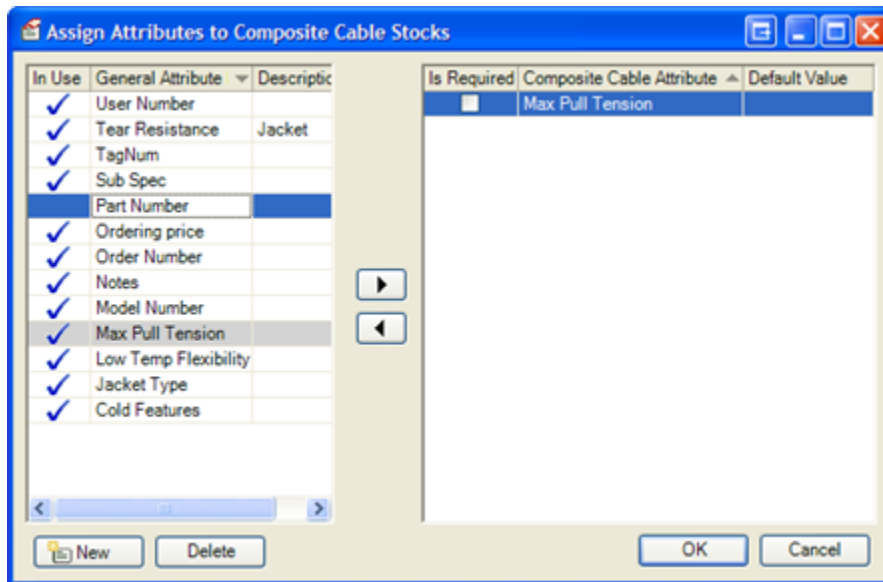 Assign Attributes to Composite Cable Stocks
In Use General Attribute Descriptic
User Number
Tear Resistance Jacket
TagNum
Sub Spec
Part Number
Ordering price
Order Number
Notes
Model Number
Max Pull Tension
Low Temp Flexibility
Jacket Type
Cold Features
Is Required Composite Cable Attribute Default Value
Max Pull Tension
New Delete
OK Cancel